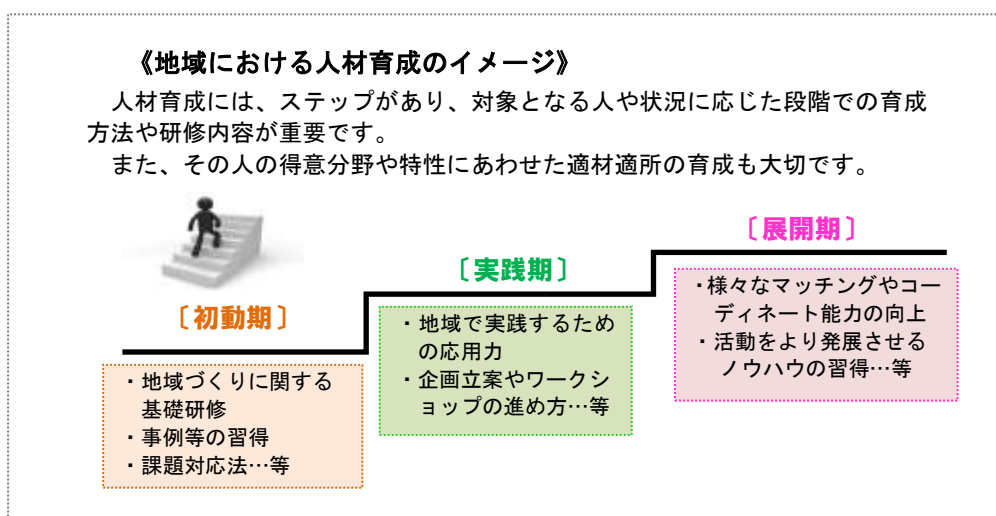 《地域における人材育成のイメージ》
人材育成には、ステップがあり、対象となる人や状況に応じた段階での育成
方法や研修内容が重要です。
また、その人の得意分野や特性にあわせた適材適所の育成も大切です。
〔初動期〕
・地域づくりに関する
基礎研修
・事例等の習得
・課題対応法…等
〔実践期〕
・地域で実践するため
の応用力
・企画立案やワークシ
ョップの進め方…等
〔展開期〕
・様々なマッチングやコー
ディネート能力の向上
・活動をより発展させる
ノウハウの習得…等